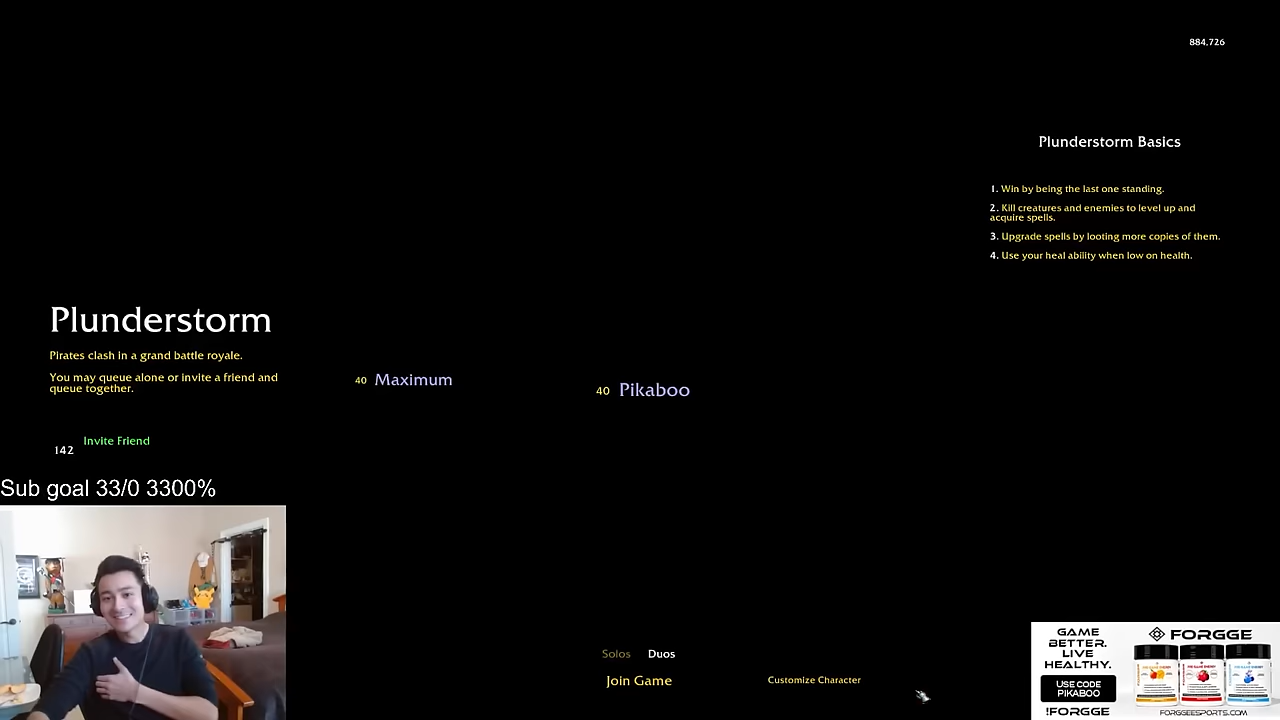 884,726
Plunderstorm Basics
1. Win by being the last one standing.
2. Kill creatures and enemies to level up and
acquire spells.
3. Upgrade spells by looting more copies of them.
4. Use your heal ability when low on health.
Plunderstorm
Pirates clash in a grand battle royale.
You may queue alone or invite a friend and
queue together.
40 Maximum
40 Pikaboo
Invite Friend
142
Sub goal 33/0 3300%
Solos Duos
Join Game
Customize Character
GAME
BETTER.
LIVE
HEALTHY.
USE CODE
PIKABOO
!FORGGE
FORGGE
FORGGEESPORTS.COM